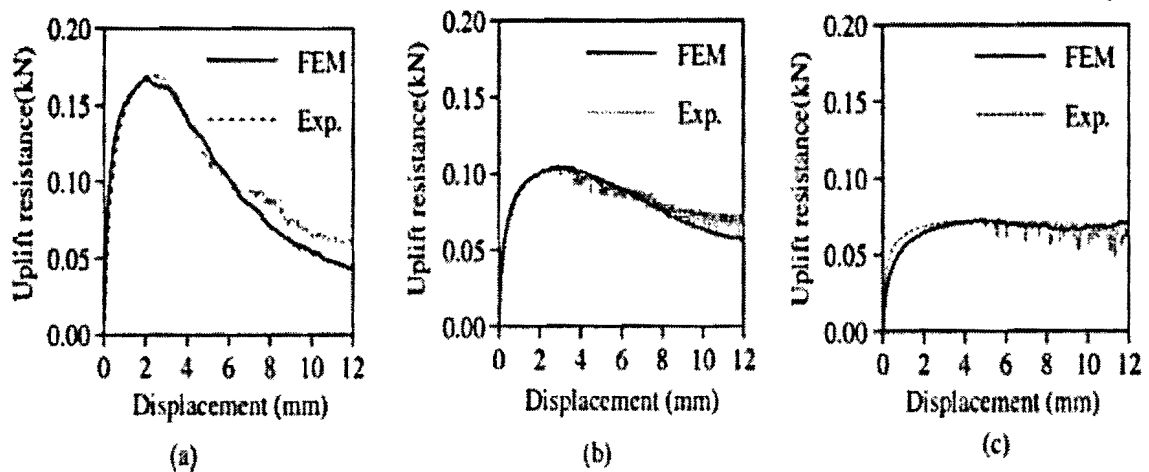 Uplift resistance(kN)
0.20
0.15
0.10
0.05
0.00
FEM
Exp.
0 2 4 6 8 10 12
Displacement (mm)
(a)
Uplift resistance(kN)
0.20
0.15
0.10
0.05
0.00
FEM
Exp.
0 2 4 6 8 10 12
Displacement (mm)
(b)
Uplift resistance(kN)
0.20
0.15
0.10
0.05
0.00
FEM
Exp.
0 2 4 6 8 10 12
Displacement (mm)
(c)